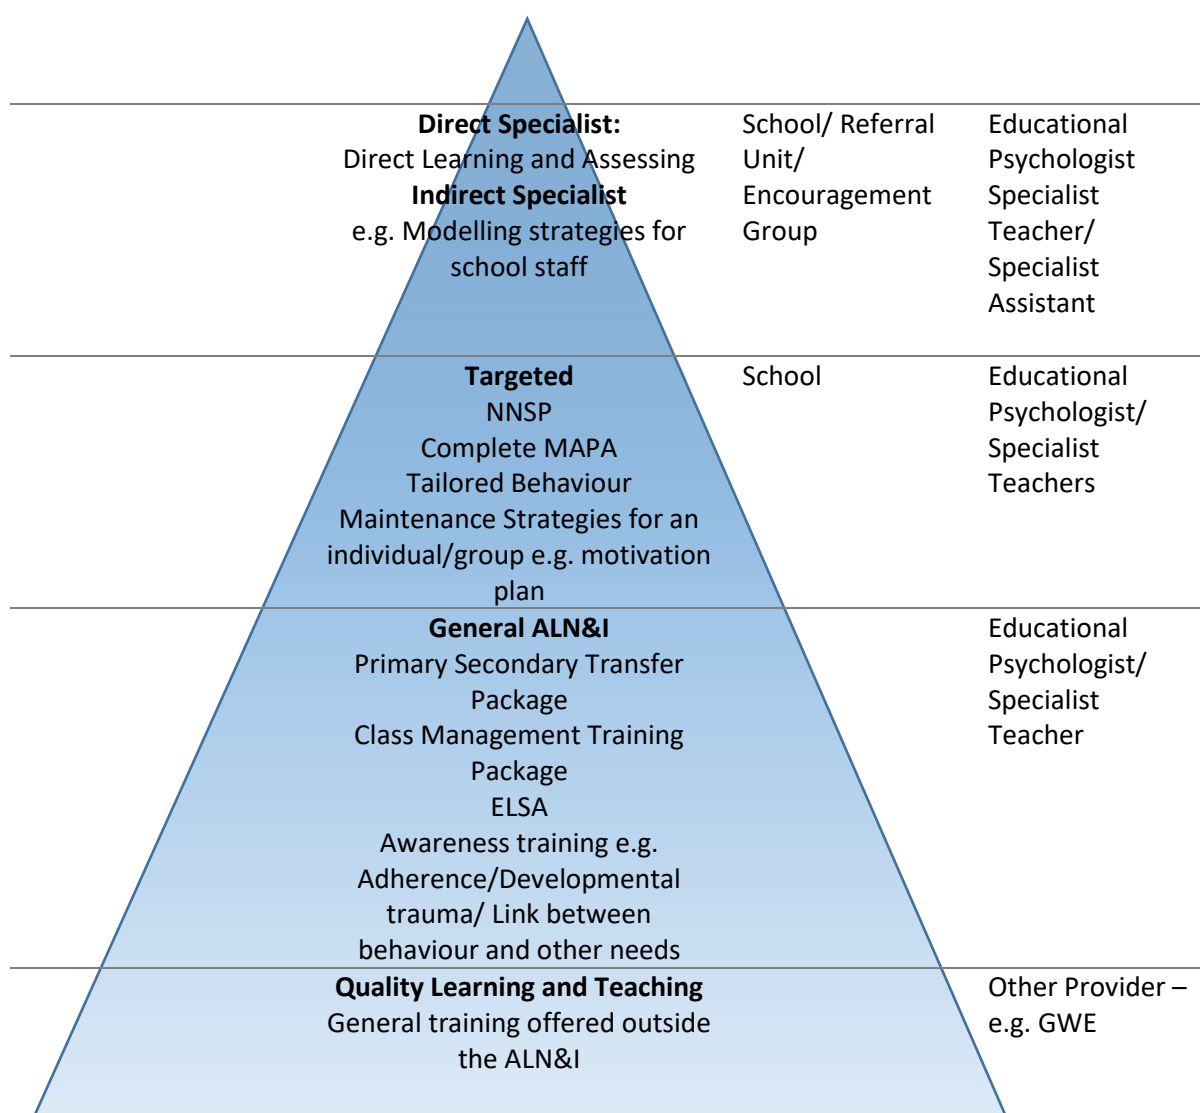 Direct Specialist:
Direct Learning and Assessing
Indirect Specialist
e.g. Modelling strategies for
school staff
School/ Referral
Unit/
Encouragement
Group
Educational
Psychologist
Specialist
Teacher/
Specialist
Assistant
Targeted
NNSP
Complete MAPA
Tailored Behaviour
Maintenance Strategies for an
individual/group e.g. motivation
plan
School
Educational
Psychologist/
Specialist
Teachers
General ALN&I
Primary Secondary Transfer
Package
Class Management Training
Package
ELSA
Awareness training e.g.
Adherence/Developmental
trauma/ Link between
behaviour and other needs
Educational
Psychologist/
Specialist
Teacher
Quality Learning and Teaching
General training offered outside
the ALN&I
Other Provider –
e.g. GWE